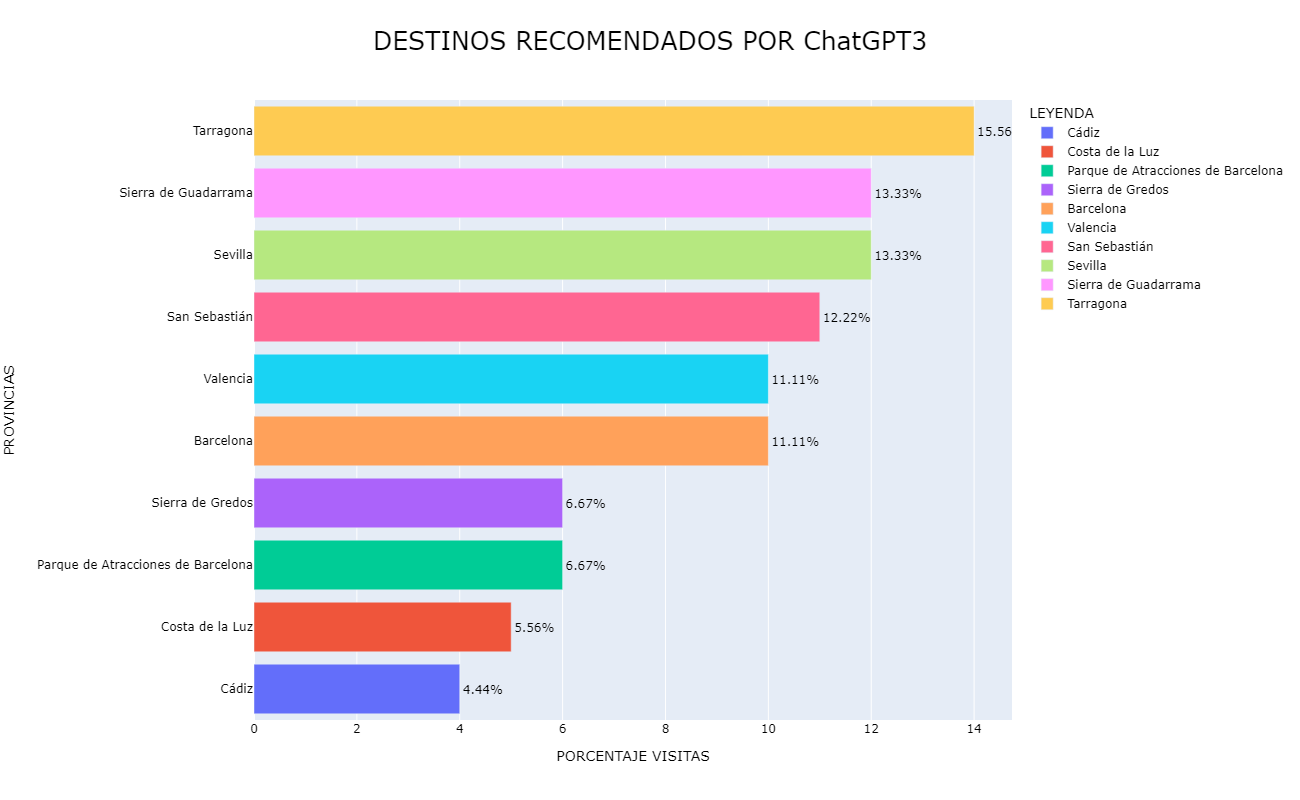 DESTINOS RECOMENDADOS POR ChatGPT3
PROVINCIAS
Tarragona 15.56
Sierra de Guadarrama 13.33%
Sevilla 13.33%
San Sebastián 12.22%
Valencia 11.11%
Barcelona 11.11%
Sierra de Gredos 6.67%
Parque de Atracciones de Barcelona 6.67%
Costa de la Luz 5.56%
Cádiz 4.44%
0 2 4 6 8 10 12 14
PORCENTAJE VISITAS
LEYENDA
Cádiz
Costa de la Luz
Parque de Atracciones de Barcelona
Sierra de Gredos
Barcelona
Valencia
San Sebastián
Sevilla
Sierra de Guadarrama
Tarragona